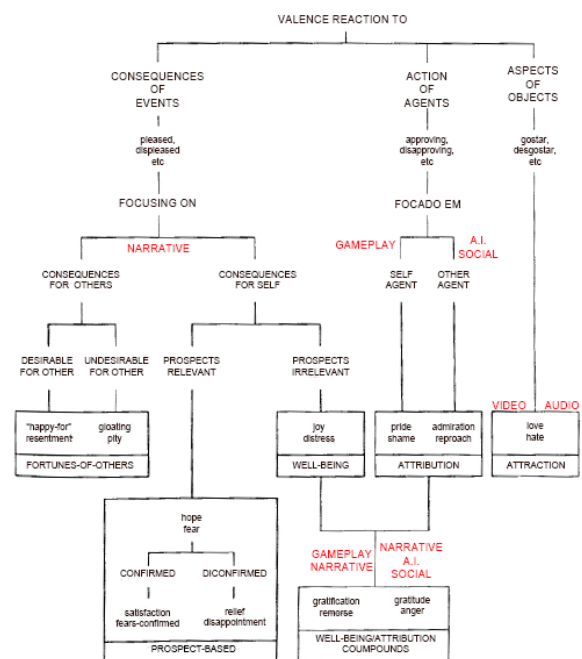 VALENCE REACTION TO
CONSEQUENCES
OF
EVENTS
ACTION
OF
AGENTS
ASPECTS
OF
OBJECTS
pleased,
displeased
etc
approving,
disapproving,
etc
gostar,
desgostar,
etc
FOCUSING ON
FOCADO EM
NARRATIVE
GAMEPLAY
A.I.
SOCIAL
CONSEQUENCES
FOR OTHERS
CONSEQUENCES
FOR SELF
SELF
AGENT
OTHER
AGENT
DESIRABLE
FOR OTHER
UNDESIRABLE
FOR OTHER
PROSPECTS
RELEVANT
PROSPECTS
IRRELEVANT
VIDEO
AUDIO
"happy-for"
resentment
gloating
pity
FORTUNES-OF-OTHERS
joy
distress
WELL-BEING
pride
shame
admiration
reproach
ATTRIBUTION
love
hate
ATTRACTION
hope
fear
CONFIRMED
DICONFIRMED
satisfaction
fears-confirmed
relief
disappointment
PROSPECT-BASED
GAMEPLAY
NARRATIVE
NARRATIVE
A.I.
SOCIAL
gratification
remorse
gratitude
anger
WELL-BEING/ATTRIBUTION
COUMPOUNDS